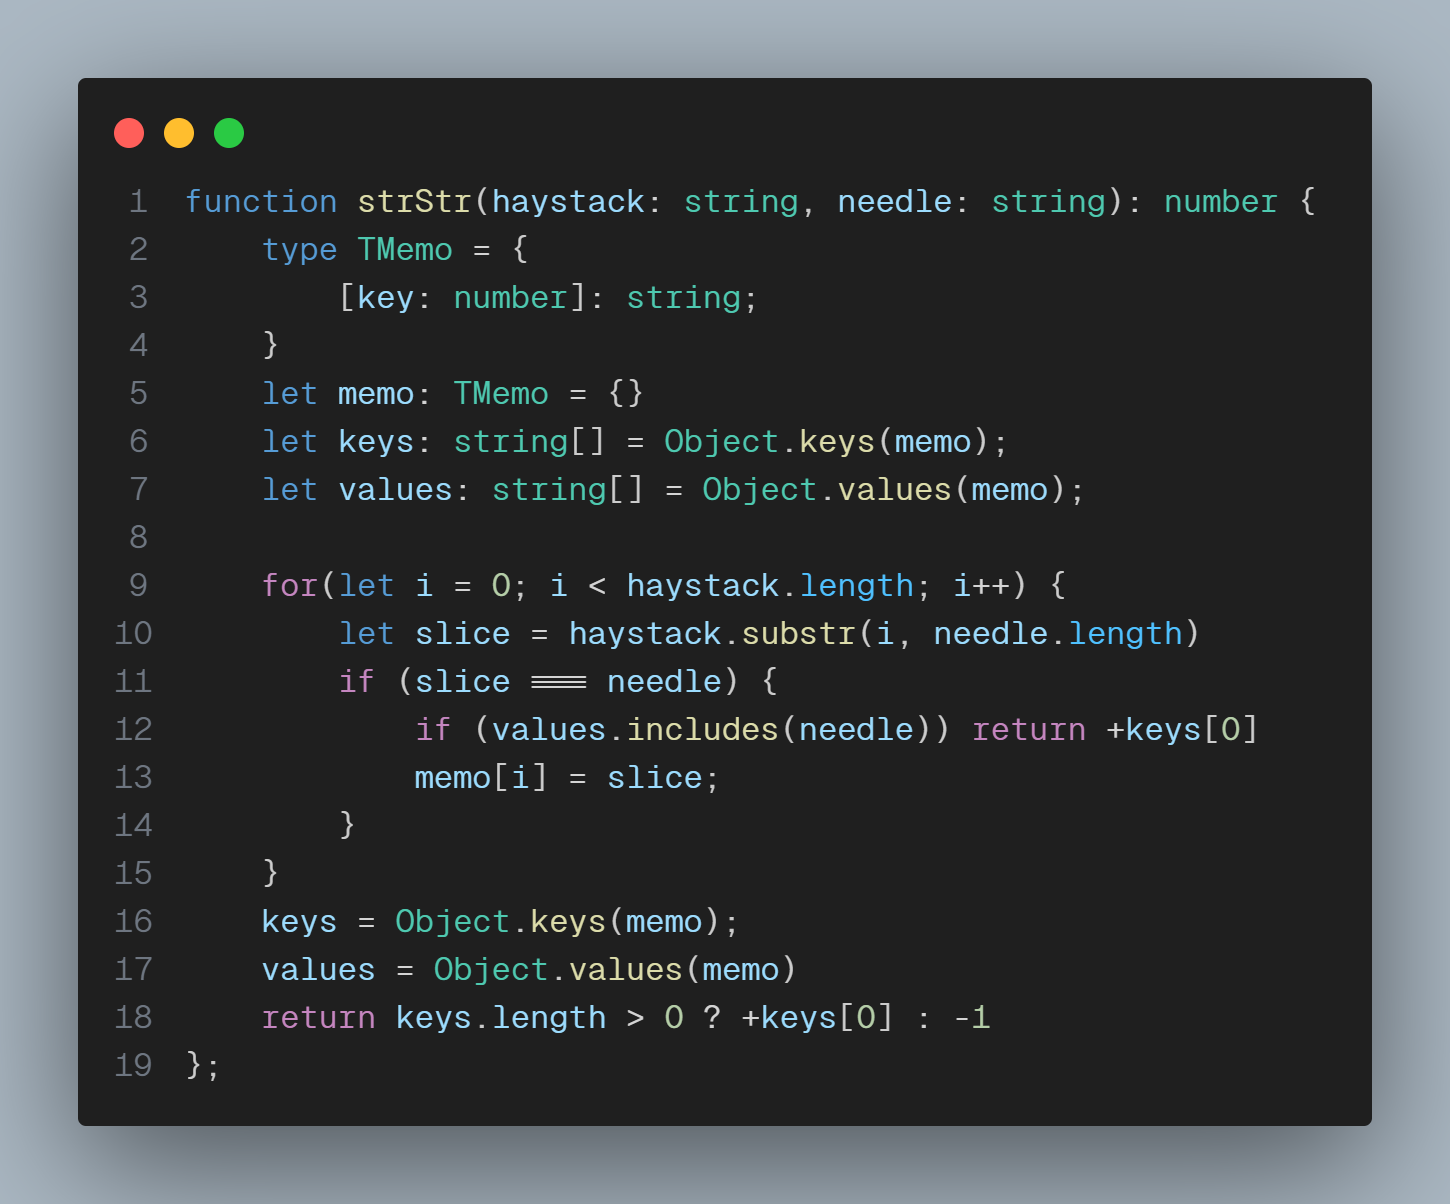 1 function strStr(haystack: string, needle: string): number {
2     type TMemo = {
3         [key: number]: string;
4     }
5     let memo: TMemo = {}
6     let keys: string[] = Object.keys(memo);
7     let values: string[] = Object.values(memo);
8
9     for(let i = 0; i < haystack.length; i++) {
10         let slice = haystack.substr(i, needle.length)
11         if (slice === needle) {
12             if (values.includes(needle)) return +keys[0]
13             memo[i] = slice;
14         }
15     }
16     keys = Object.keys(memo);
17     values = Object.values(memo)
18     return keys.length > 0 ? +keys[0] : -1
19 };